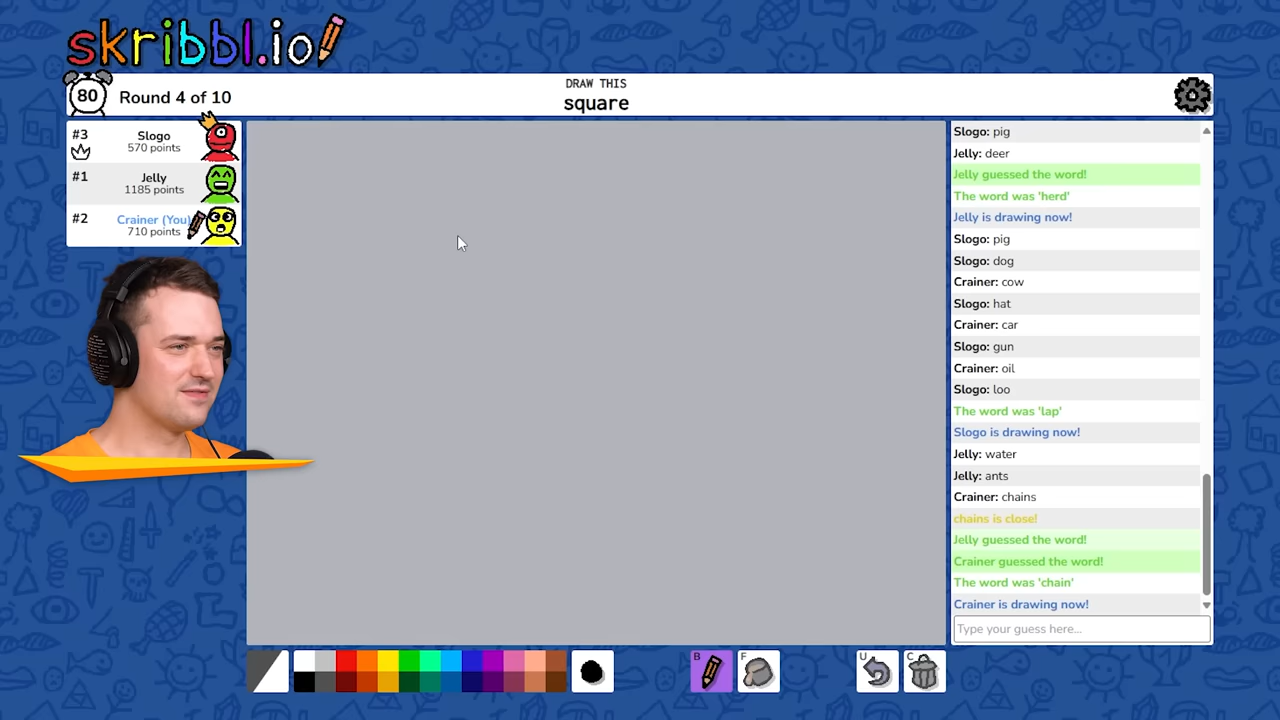 skribbl.io
80
Round 4 of 10
DRAW THIS
square
#3
Slogo
570 points
#1
Jelly
1185 points
#2
Crainer (You)
710 points
Slogo: pig
Jelly: deer
Jelly guessed the word!
The word was 'herd'
Jelly is drawing now!
Slogo: pig
Slogo: dog
Crainer: cow
Slogo: hat
Crainer: car
Slogo: gun
Crainer: oil
Slogo: loo
The word was 'lap'
Slogo is drawing now!
Jelly: water
Jelly: ants
Crainer: chains
chains is close!
Jelly guessed the word!
Crainer guessed the word!
The word was 'chain'
Crainer is drawing now!
Type your guess here...
B
F
U
C